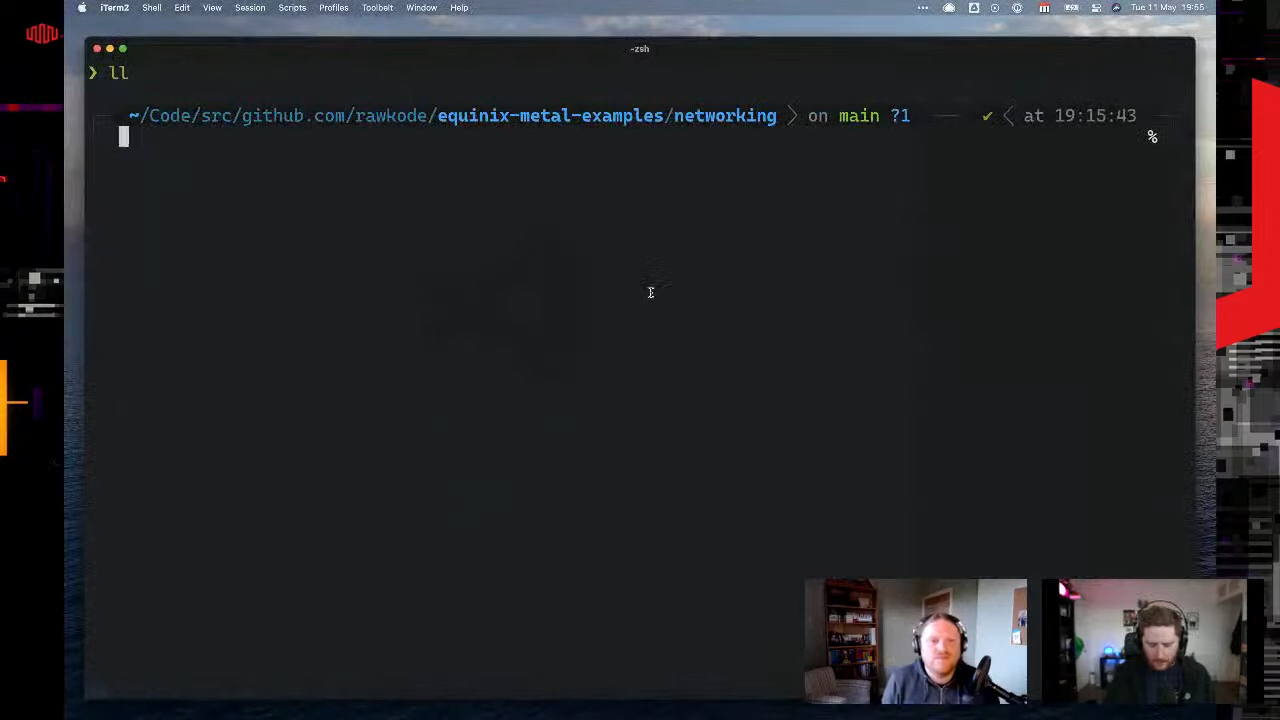 iTerm2 Shell Edit View Session Scripts Profiles Toolbelt Window Help Tue 11 May 19:55
-zsh
❯ ll
~/Code/src/github.com/rawkode/equinix-metal-examples/networking on main ?1 ✔ at 19:15:43
%